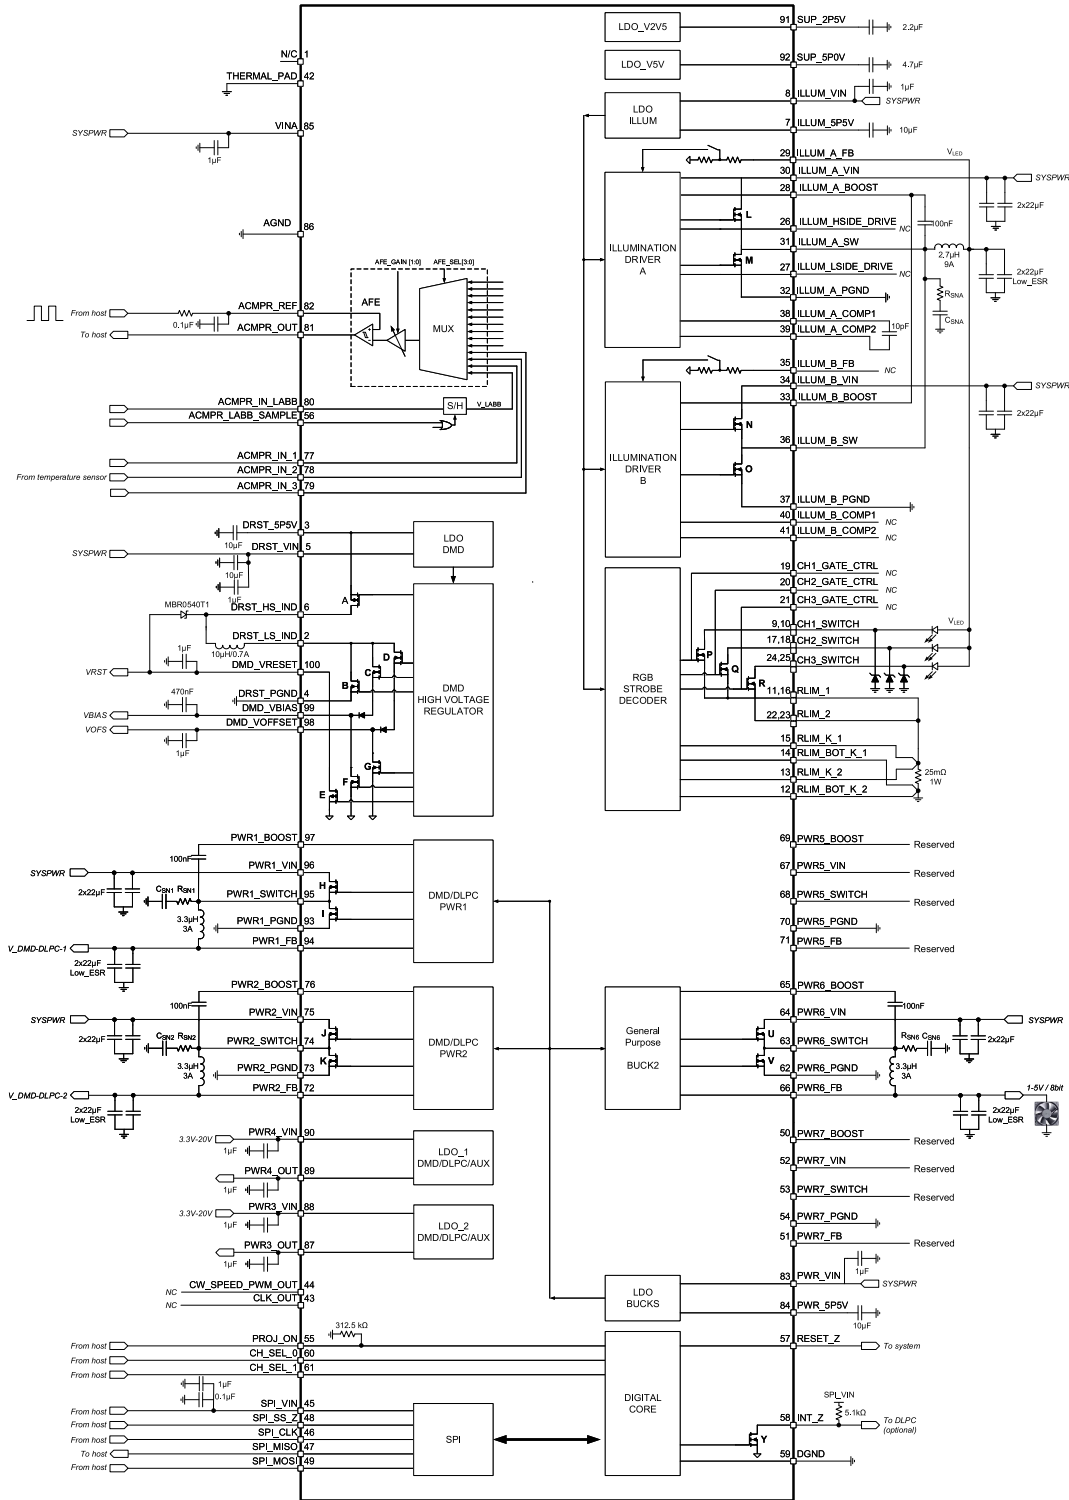 N/C 1
THERMAL_PAD 42
SYSPWR
VINA 85
1µF
AGND 86
AFE_GAIN [1:0] AFE_SEL[3:0]
AFE
MUX
From host
ACMPR_REF 82
0.1µF
To host
ACMPR_OUT 81
ACMPR_IN_LABB 80
S/H
V_LABB
ACMPR_LABB_SAMPLE 56
ACMPR_IN_1 77
From temperature sensor
ACMPR_IN_2 78
ACMPR_IN_3 79
DRST_5P5V 3
10µF
LDO
DMD
SYSPWR
DRST_VIN 5
10µF
1µF
MBR0540T1
DRST_HS_IND 6
A
DRST_LS_IND 2
10µH/0.7A
1µF
VRST
DMD_VRESET 100
B
C
D
470nF
DRST_PGND 4
VBIAS
DMD_VBIAS 99
VOFS
DMD_VOFFSET 98
1µF
DMD
HIGH VOLTAGE
REGULATOR
E
F
G
PWR1_BOOST 97
100nF
SYSPWR
PWR1_VIN 96
2x22µF
CSN1 RSN1
PWR1_SWITCH 95
H
I
DMD/DLPC
PWR1
3.3µH
3A
PWR1_PGND 93
V_DMD-DLPC-1
PWR1_FB 94
2x22µF
Low_ESR
PWR2_BOOST 76
100nF
SYSPWR
PWR2_VIN 75
2x22µF
CSN2 RSN2
PWR2_SWITCH 74
J
K
DMD/DLPC
PWR2
3.3µH
3A
PWR2_PGND 73
V_DMD-DLPC-2
PWR2_FB 72
2x22µF
Low_ESR
3.3V-20V
PWR4_VIN 90
1µF
LDO_1
DMD/DLPC/AUX
PWR4_OUT 89
1µF
3.3V-20V
PWR3_VIN 88
1µF
LDO_2
DMD/DLPC/AUX
PWR3_OUT 87
1µF
NC
CW_SPEED_PWM_OUT 44
NC
CLK_OUT 43
312.5 kΩ
From host
PROJ_ON 55
From host
CH_SEL_0 60
From host
CH_SEL_1 61
1µF
0.1µF
From host
SPI_VIN 45
From host
SPI_SS_Z 48
From host
SPI_CLK 46
To host
SPI_MISO 47
From host
SPI_MOSI 49
SPI
LDO_V2V5
91 SUP_2P5V
2.2µF
LDO_V5V
92 SUP_5P0V
4.7µF
1µF
LDO
ILLUM
8 ILLUM_VIN
SYSPWR
7 ILLUM_5P5V
10µF
29 ILLUM_A_FB
VLED
30 ILLUM_A_VIN
SYSPWR
28 ILLUM_A_BOOST
2x22µF
L
100nF
26 ILLUM_HSIDE_DRIVE
NC
31 ILLUM_A_SW
ILLUMINATION
DRIVER
A
M
2.7µH
9A
27 ILLUM_LSIDE_DRIVE
NC
2x22µF
Low_ESR
32 ILLUM_A_PGND
RSNA
CSNA
38 ILLUM_A_COMP1
39 ILLUM_A_COMP2
10pF
35 ILLUM_B_FB
NC
34 ILLUM_B_VIN
SYSPWR
33 ILLUM_B_BOOST
2x22µF
N
36 ILLUM_B_SW
ILLUMINATION
DRIVER
B
O
37 ILLUM_B_PGND
40 ILLUM_B_COMP1
NC
41 ILLUM_B_COMP2
NC
19 CH1_GATE_CTRL
NC
20 CH2_GATE_CTRL
NC
21 CH3_GATE_CTRL
NC
9,10 CH1_SWITCH
VLED
17,18 CH2_SWITCH
P
24,25 CH3_SWITCH
Q
R
RGB
STROBE
DECODER
11,16 RLIM_1
22,23 RLIM_2
15 RLIM_K_1
14 RLIM_BOT_K_1
13 RLIM_K_2
25mΩ
1W
12 RLIM_BOT_K_2
69 PWR5_BOOST
Reserved
67 PWR5_VIN
Reserved
68 PWR5_SWITCH
Reserved
70 PWR5_PGND
71 PWR5_FB
Reserved
65 PWR6_BOOST
100nF
64 PWR6_VIN
SYSPWR
General
Purpose
BUCK2
U
63 PWR6_SWITCH
RSN6 CSN6
2x22µF
V
62 PWR6_PGND
3.3µH
3A
66 PWR6_FB
1-5V / 8bit
2x22µF
Low_ESR
50 PWR7_BOOST
Reserved
52 PWR7_VIN
Reserved
53 PWR7_SWITCH
Reserved
54 PWR7_PGND
51 PWR7_FB
Reserved
1µF
LDO
BUCKS
83 PWR_VIN
SYSPWR
84 PWR_5P5V
10µF
57 RESET_Z
To system
DIGITAL
CORE
SPI_VIN
5.1kΩ
58 INT_Z
To DLPC
(optional)
Y
59 DGND